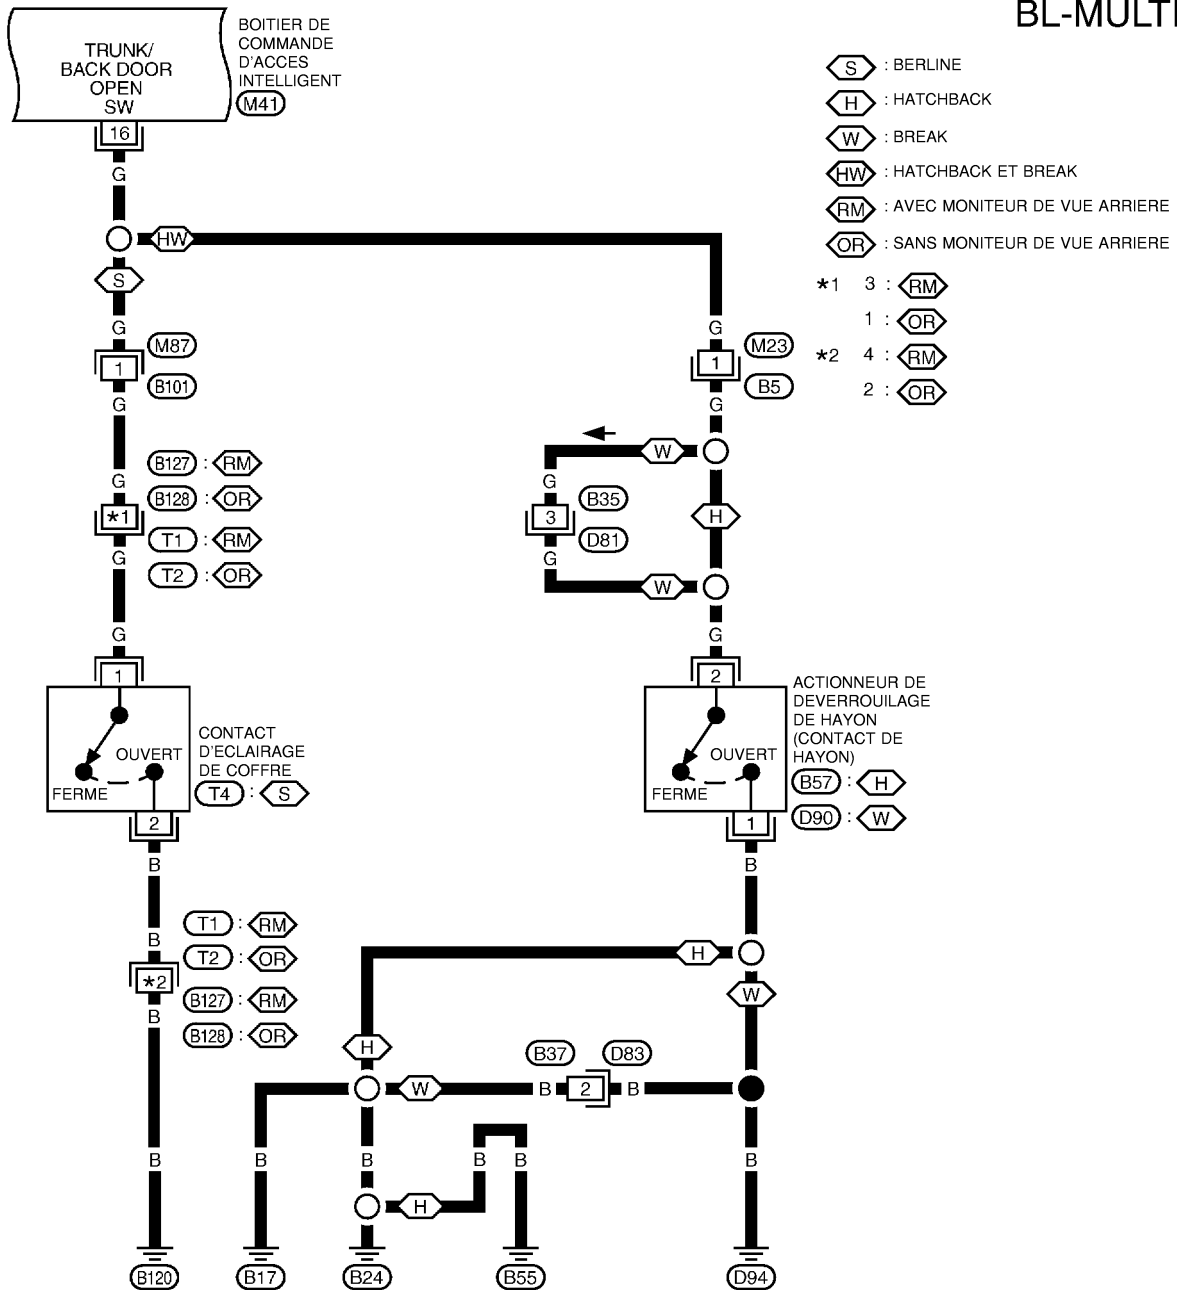 BL-MULTI
TRUNK/
BACK DOOR
OPEN
SW
BOITIER DE
COMMANDE
D'ACCES
INTELLIGENT
M41
16
G
HW
S
G
M87
1
B101
G
B127 : RM
G
B128 : OR
*1
T1 : RM
G
T2 : OR
G
1
OUVERT
FERME
CONTACT
D'ECLAIRAGE
DE COFFRE
T4 : S
2
B
T1 : RM
B
T2 : OR
*2
B127 : RM
B
B128 : OR
B
B120
S : BERLINE
H : HATCHBACK
W : BREAK
HW : HATCHBACK ET BREAK
RM : AVEC MONITEUR DE VUE ARRIERE
OR : SANS MONITEUR DE VUE ARRIERE
*1 3 : RM
1 : OR
*2 4 : RM
2 : OR
G
M23
1
B5
G
W
G
B35
3
H
D81
G
W
G
2
OUVERT
FERME
ACTIONNEUR DE
DEVERROUILAGE
DE HAYON
(CONTACT DE
HAYON)
B57 : H
D90 : W
1
B
H
W
H
B37 D83
W B 2 B
B B B B B
H
B17 B24 B55 D94